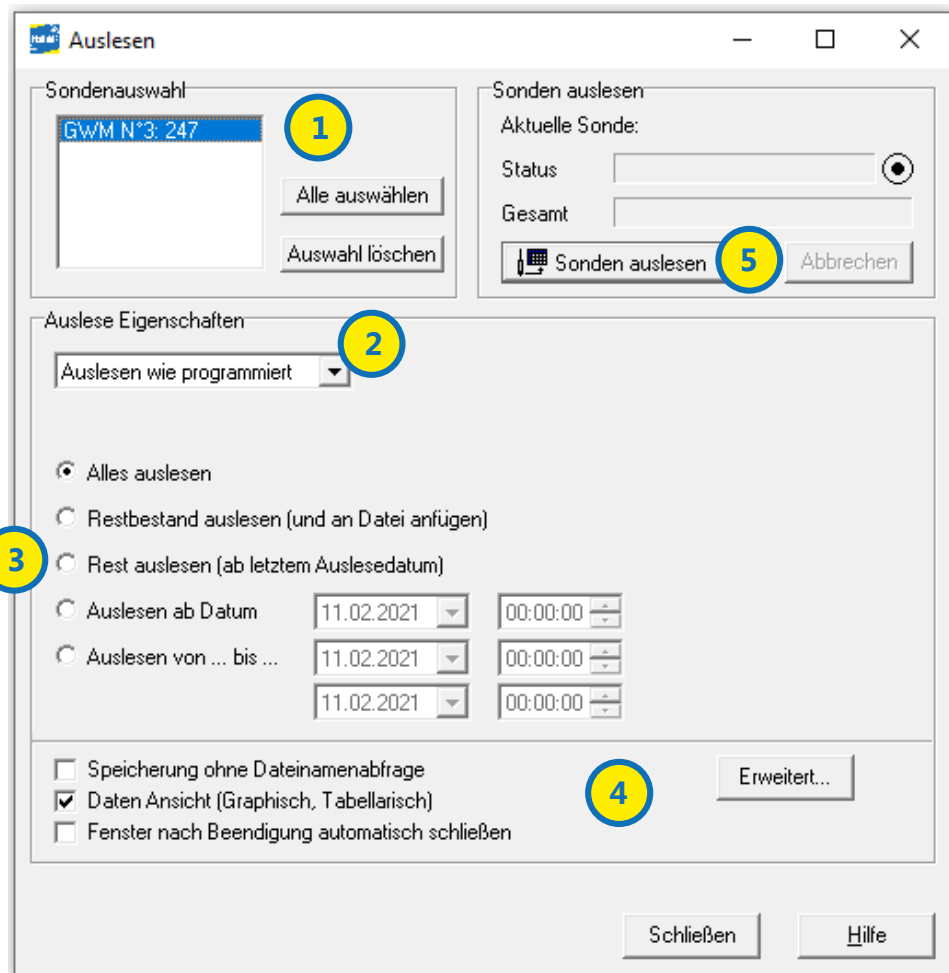 Auslesen
Sondenauswahl
GWM N°3: 247
1
Alle auswählen
Auswahl löschen
Sonden auslesen
Aktuelle Sonde:
Status
Gesamt
Sonden auslesen
5
Abbrechen
Auslese Eigenschaften
2
Auslesen wie programmiert
Alles auslesen
Restbestand auslesen (und an Datei anfügen)
3
Rest auslesen (ab letztem Auslesedatum)
Auslesen ab Datum 11.02.2021 00:00:00
Auslesen von ... bis ... 11.02.2021 00:00:00
11.02.2021 00:00:00
Speicherung ohne Dateinamenabfrage
Daten Ansicht (Graphisch, Tabellarisch)
Fenster nach Beendigung automatisch schließen
4
Erweitert...
Schließen
Hilfe